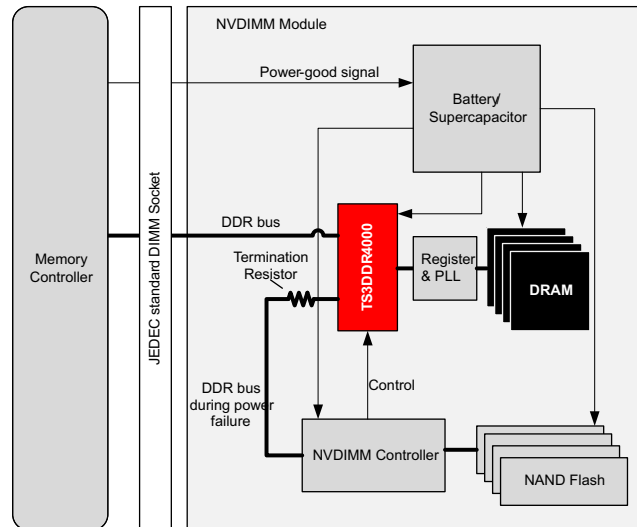 NVDIMM Module
Power-good signal
Battery/
Supercapacitor
JEDEC standard DIMM Socket
DDR bus
TS3DDR4000
Memory
Controller
Termination
Resistor
Register
& PLL
DRAM
DDR bus
during power
failure
Control
NVDIMM Controller
NAND Flash